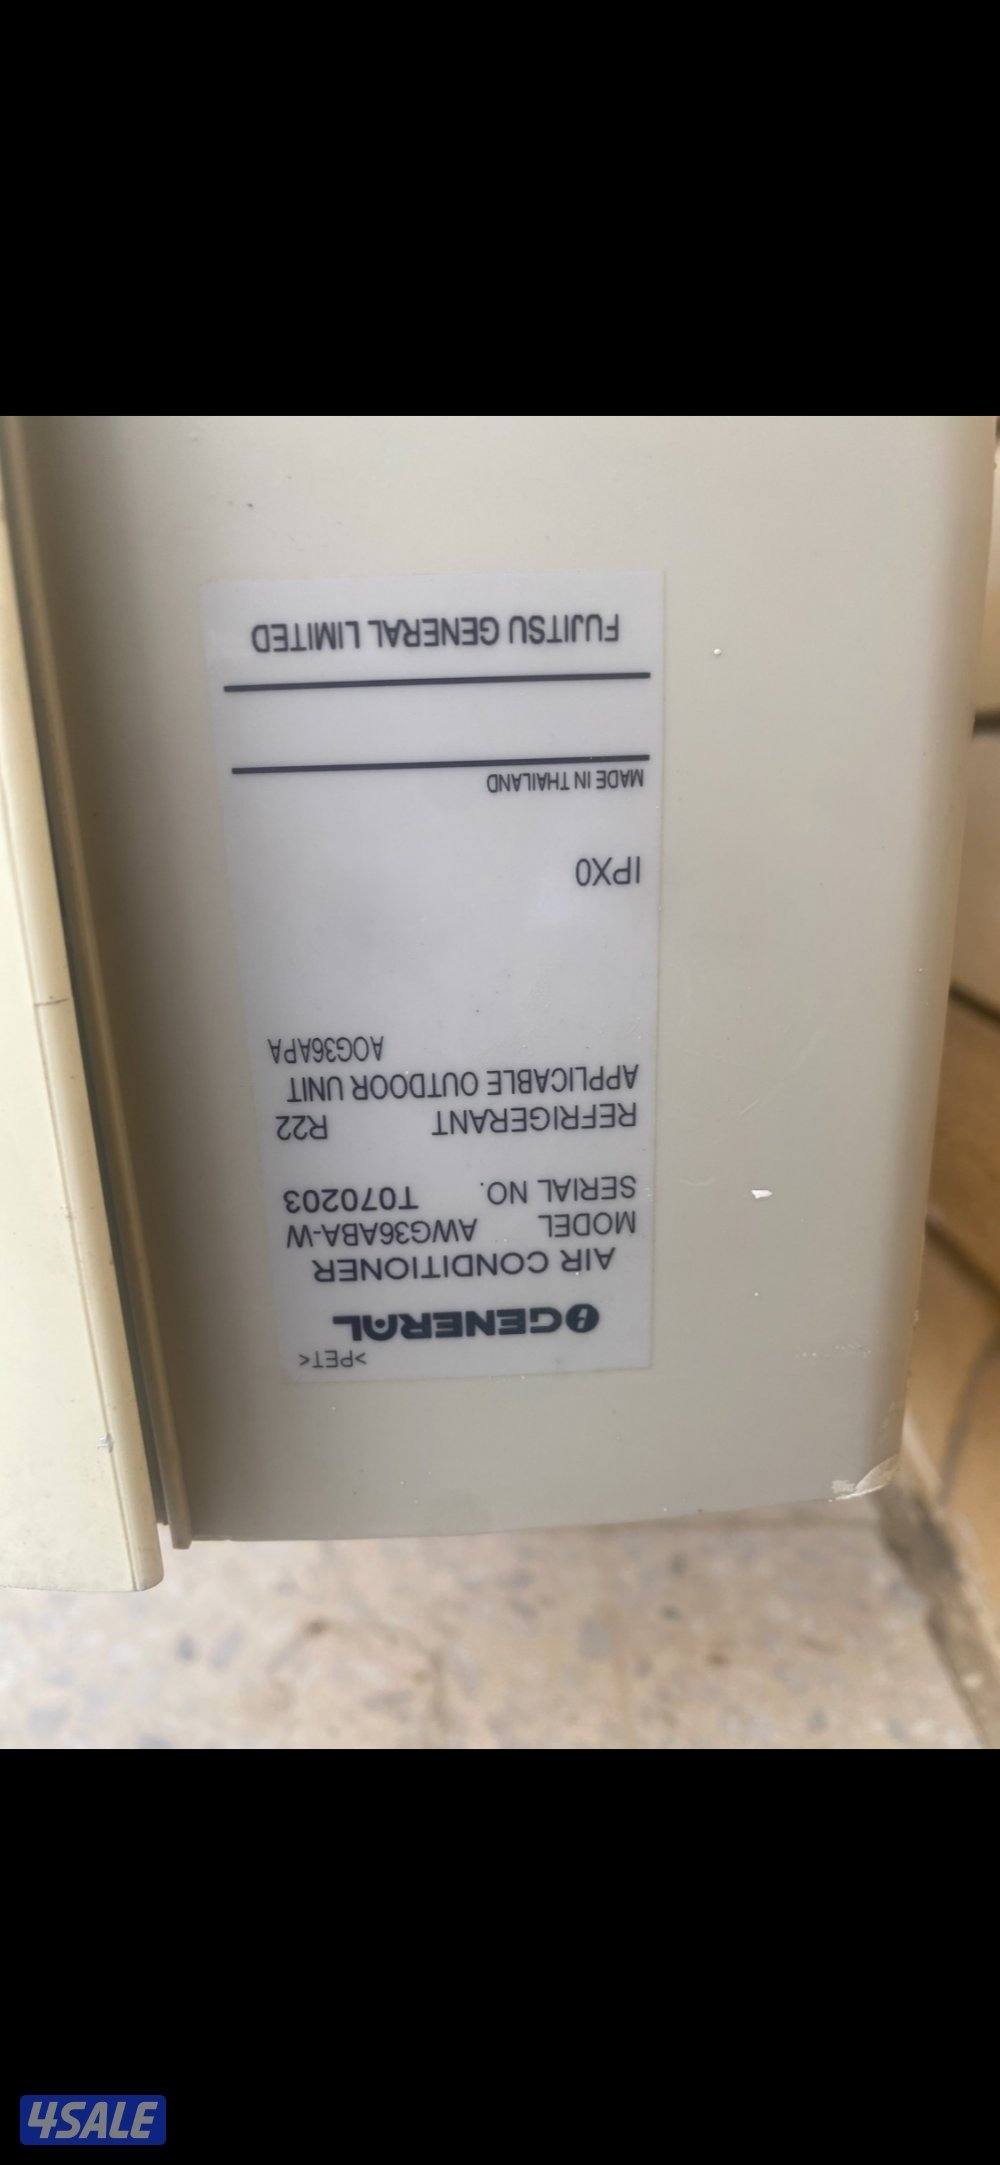 >PET<
GENERAL
AIR CONDITIONER
MODEL AWG36ABA-W
SERIAL NO. T070203
REFRIGERANT R22
APPLICABLE OUTDOOR UNIT
AOG36APA
IPX0
MADE IN THAILAND
FUJITSU GENERAL LIMITED
4SALE